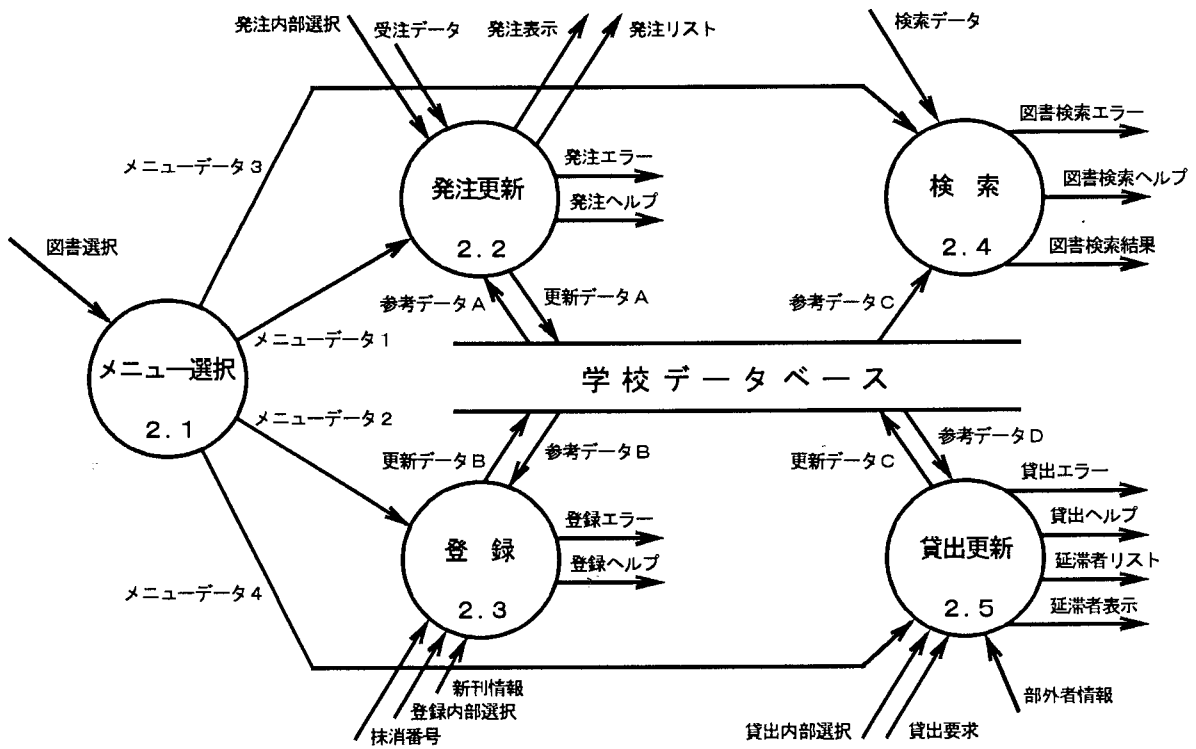 発注内部選択
受注データ
発注表示
発注リスト
検索データ
図書検索エラー
メニューデータ3
発注エラー
発注更新
検 索
図書検索ヘルプ
発注ヘルプ
図書選択
2.2
2.4
図書検索結果
参考データA
更新データA
参考データC
メニューデータ1
メニュー選択
学校データベース
2.1
メニューデータ2
更新データB
参考データB
更新データC
参考データD
貸出エラー
登録エラー
貸出ヘルプ
登 録
貸出更新
登録ヘルプ
延滞者リスト
メニューデータ4
2.3
2.5
延滞者表示
新刊情報
登録内部選択
抹消番号
貸出内部選択
貸出要求
部外者情報